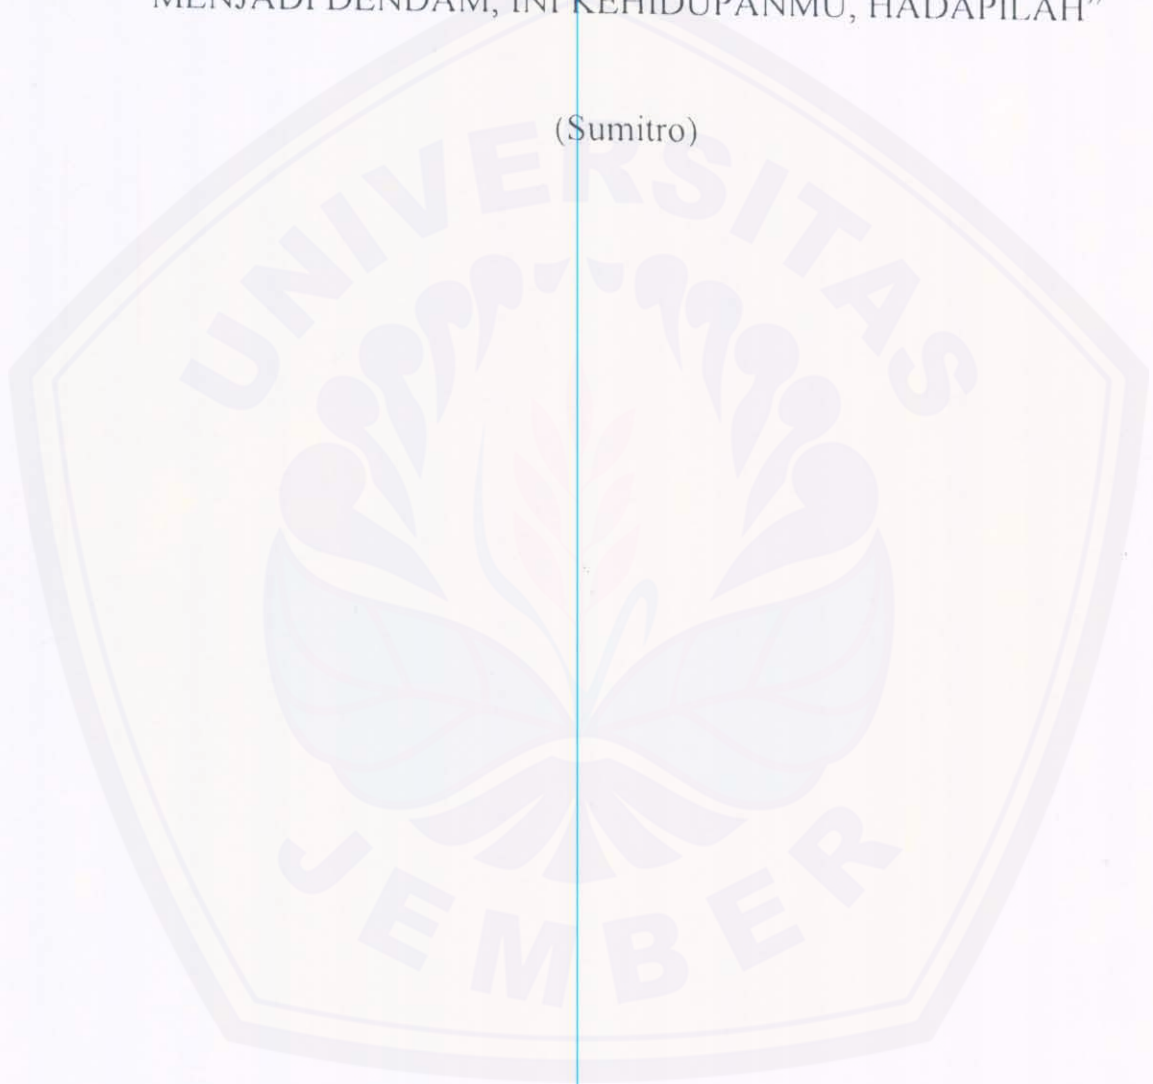 MENJADI DENDAM, INI KEHIDUPANMU, HADAPILAH"
(Sumitro)
UNIVERSITAS
JEMBER